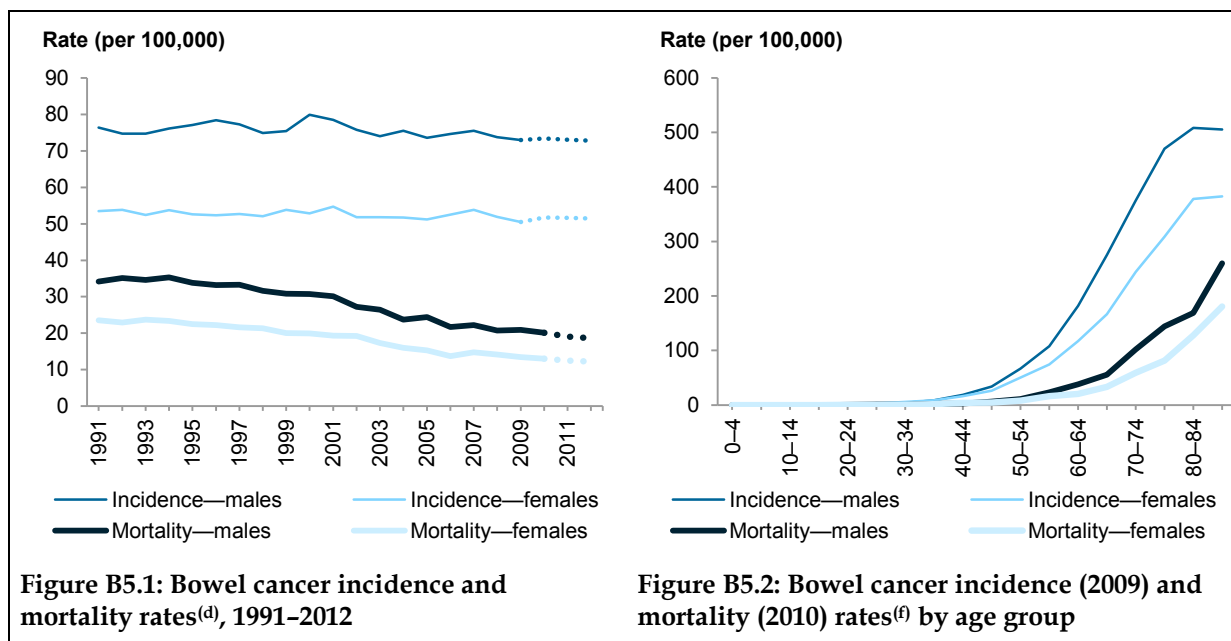 Rate (per 100,000)
90
80
70
60
50
40
30
20
10
0
1991
1993
1995
1997
1999
2001
2003
2005
2007
2009
2011
Incidence—males
Incidence—females
Mortality—males
Mortality—females
Figure B5.1: Bowel cancer incidence and
mortality rates(d), 1991–2012
Rate (per 100,000)
600
500
400
300
200
100
0
0–4
10–14
20–24
30–34
40–44
50–54
60–64
70–74
80–84
Incidence—males
Incidence—females
Mortality—males
Mortality—females
Figure B5.2: Bowel cancer incidence (2009) and
mortality (2010) rates(f) by age group